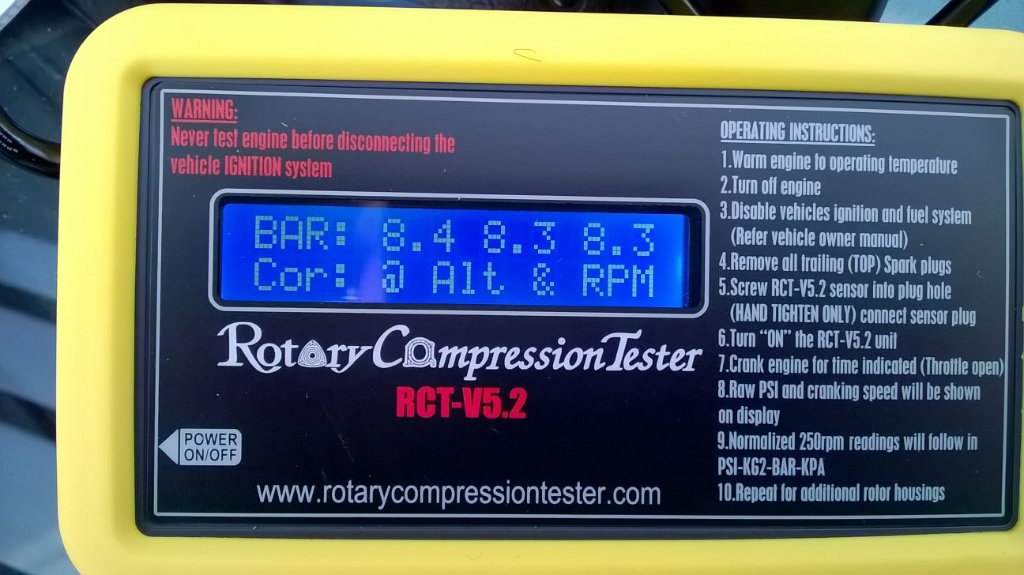 WARNING:
Never test engine before disconnecting the
vehicle IGNITION system
BAR: 8.4 8.3 8.3
Cor: @ Alt & RPM
Rotary Compression Tester
RCT-V5.2
POWER
ON/OFF
www.rotarycompressiontester.com
OPERATING INSTRUCTIONS:
1.Warm engine to operating temperature
2.Turn off engine
3.Disable vehicles ignition and fuel system
(Refer vehicle owner manual)
4.Remove all trailing (TOP) Spark plugs
5.Screw RCT-V5.2 sensor into plug hole
(HAND TIGHTEN ONLY) connect sensor plug
6.Turn "ON" the RCT-V5.2 unit
7.Crank engine for time indicated (Throttle open)
8.Raw PSI and cranking speed will be shown
on display
9.Normalized 250rpm readings will follow in
PSI-KG2-BAR-KPA
10.Repeat for additional rotor housings